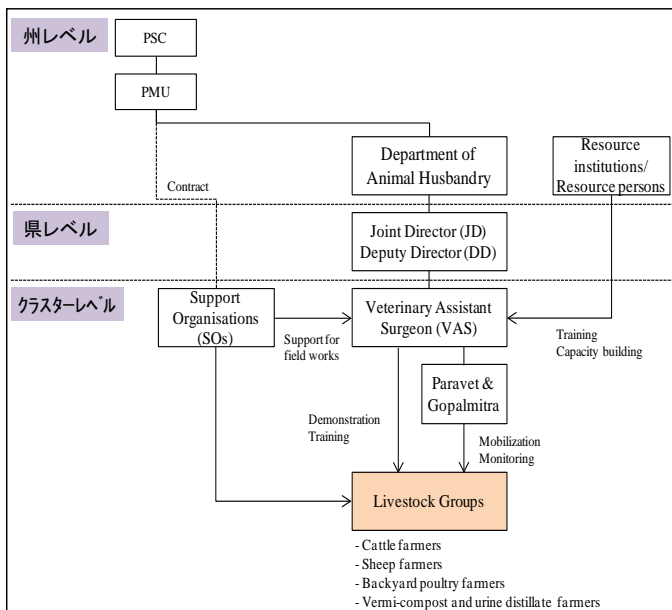 州レベル
PSC
PMU
Department of
Animal Husbandry
Resource
institutions/
Resource persons
Contract
県レベル
Joint Director (JD)
Deputy Director (DD)
クラスターレベル
Support
Organisations
(SOs)
Support for
field works
Veterinary Assistant
Surgeon (VAS)
Training
Capacity building
Paravet &
Gopalmitra
Demonstration
Training
Mobilization
Monitoring
Livestock Groups
- Cattle farmers
- Sheep farmers
- Backyard poultry farmers
- Vermi-compost and urine distillate farmers